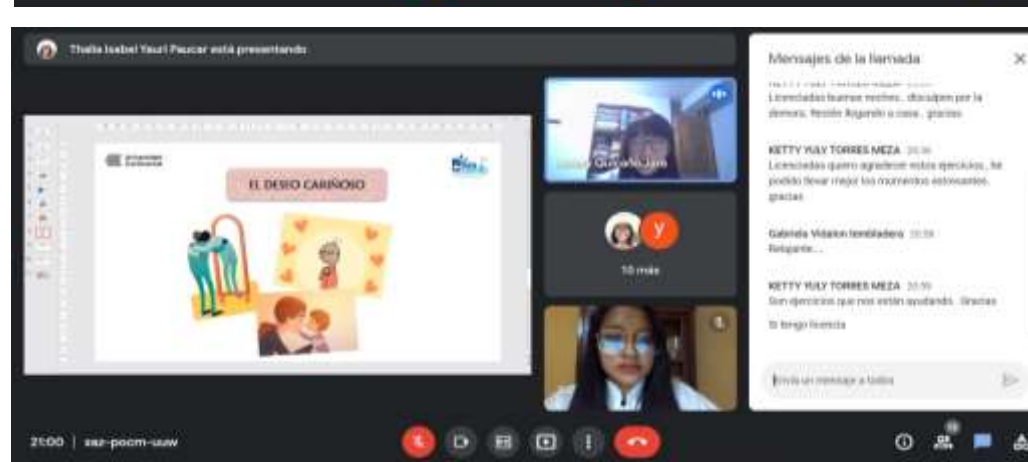 Thalia Isabel Yauri Paucar está presentando
EL DESEO CARIÑOSO
10 más
Y
Mensajes de la llamada
Licenciadas buenas noches, disculpen por la
demora, Recién llegando a casa, gracias
KETTY YULY TORRES MEZA 20:36
Licenciadas quiero agradecer estos ejercicios, he
podido llevar mejor los momentos estresantes.
gracias
Gabriela Vidalon tembladera
Relajante...
KETTY YULY TORRES MEZA
Son ejercicios que nos están ayudando. Gracias
Si tengo licencia
Envía un mensaje a todos
21:00 |